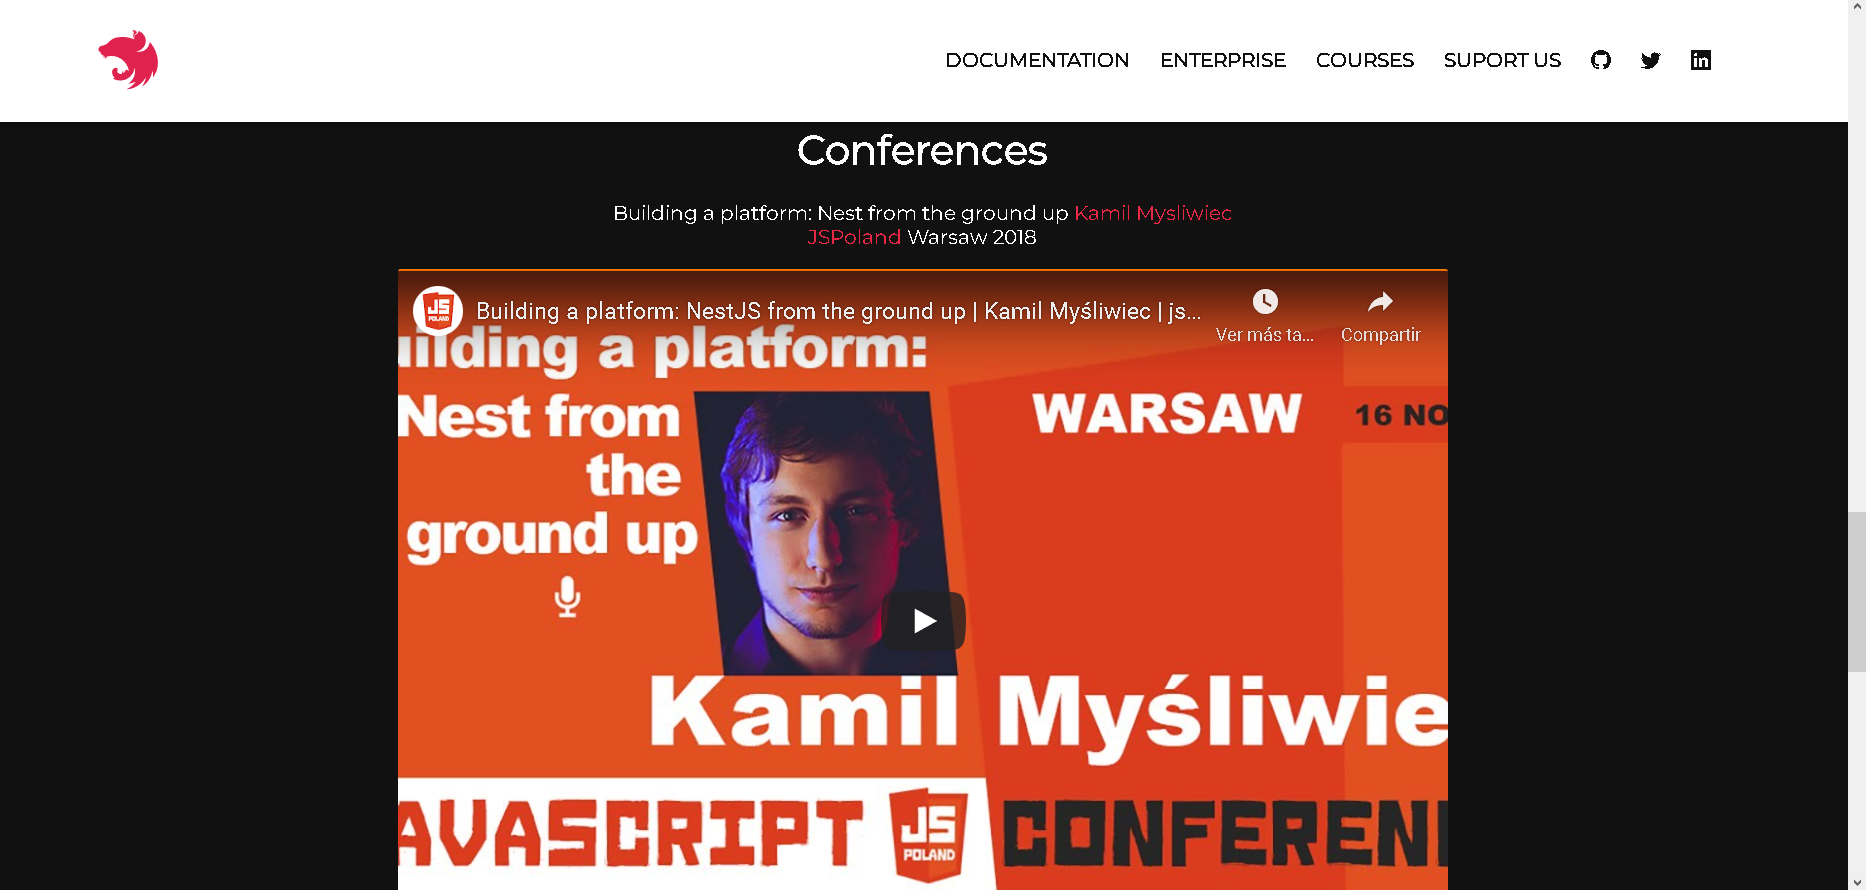 DOCUMENTATION ENTERPRISE COURSES SUPORT US
Conferences
Building a platform: Nest from the ground up Kamil Mysliwiec
JSPoland Warsaw 2018
JS
POLAND
Building a platform: NestJS from the ground up | Kamil Myśliwiec | js...
Ver más ta...
Compartir
uilding a platform:
Nest from
the
ground up
WARSAW
16 NO
Kamil Myśliwie
AVASCRIPT
JS
POLAND
CONFEREN